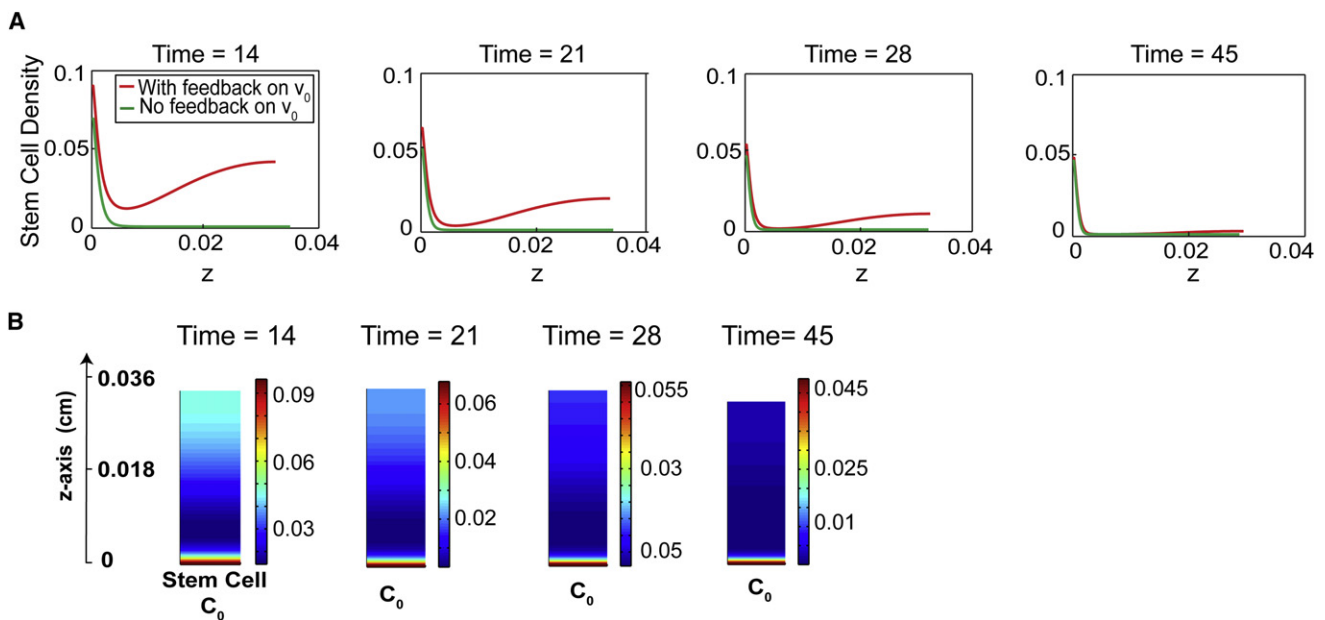 A
Time = 14
Time = 21
Time = 28
Time = 45
Stem Cell Density
0.1
0.05
0
With feedback on v0
No feedback on v0
0 0.02 0.04
z
0.1
0.05
0
0 0.02 0.04
z
0.1
0.05
0
0 0.02 0.04
z
0.1
0.05
0
0 0.02 0.04
z
B
Time = 14
Time = 21
Time = 28
Time= 45
z-axis (cm)
0.036
0.018
0
0.09
0.06
0.03
Stem Cell
C0
0.06
0.04
0.02
C0
0.055
0.03
0.05
C0
0.045
0.025
0.01
C0